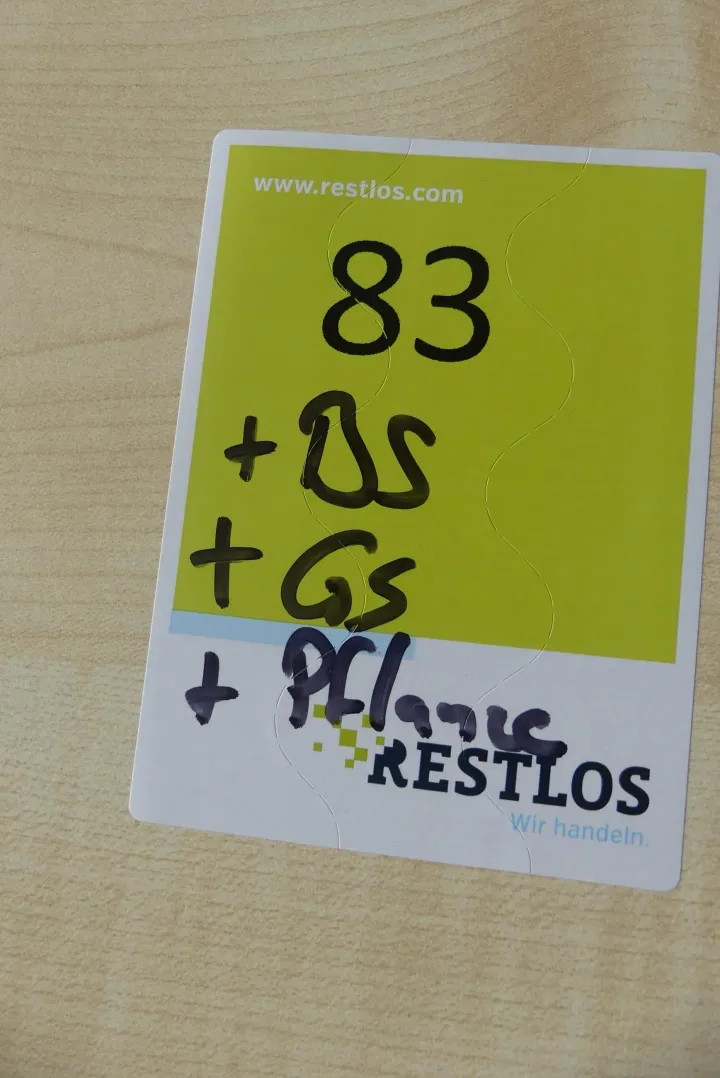 www.restlos.com
83
+ DS
+ GS
+ Pflanze
RESTLOS
Wir handeln.